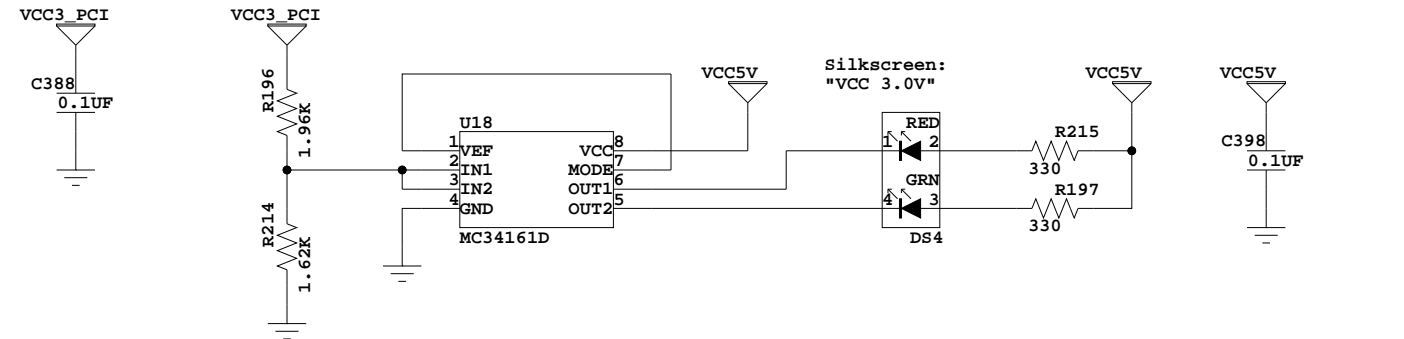 VCC3_PCI
C388
0.1UF
VCC3_PCI
R196
1.96K
R214
1.62K
U18
1 VEF
2 IN1
3 IN2
4 GND
VCC 8
MODE 7
OUT1 6
OUT2 5
MC34161D
VCC5V
Silkscreen:
"VCC 3.0V"
RED
1 2
GRN
4 3
DS4
VCC5V
R215
330
R197
330
VCC5V
C398
0.1UF